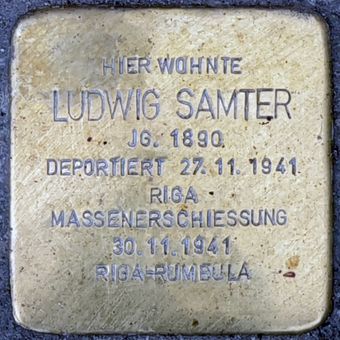 HIER WOHNTE
LUDWIG SAMTER
JG. 1890
DEPORTIERT 27.11.1941
RIGA
MASSENERSCHIESSUNG
30.11.1941
RIGA-RUMBULA